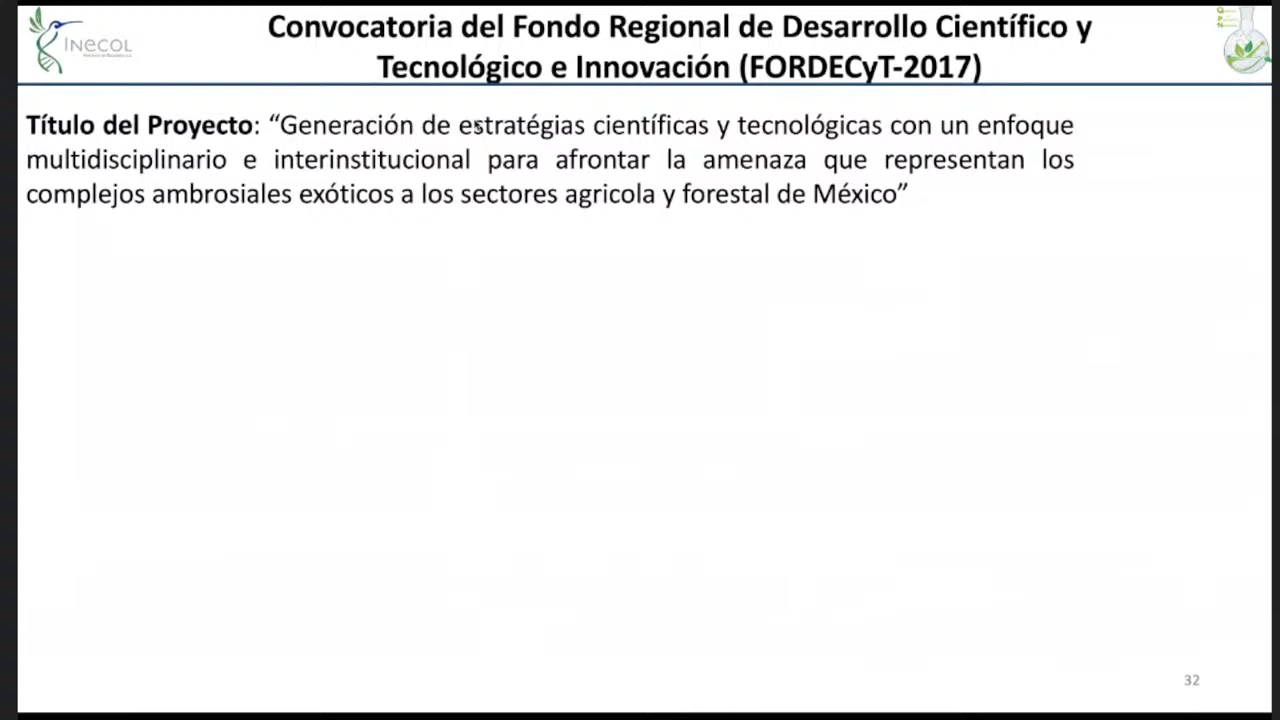 INECOL
Convocatoria del Fondo Regional de Desarrollo Científico y
Tecnológico e Innovación (FORDECyT-2017)
Título del Proyecto: “Generación de estratégias científicas y tecnológicas con un enfoque
multidisciplinario e interinstitucional para afrontar la amenaza que representan los
complejos ambrosiales exóticos a los sectores agricola y forestal de México”
32